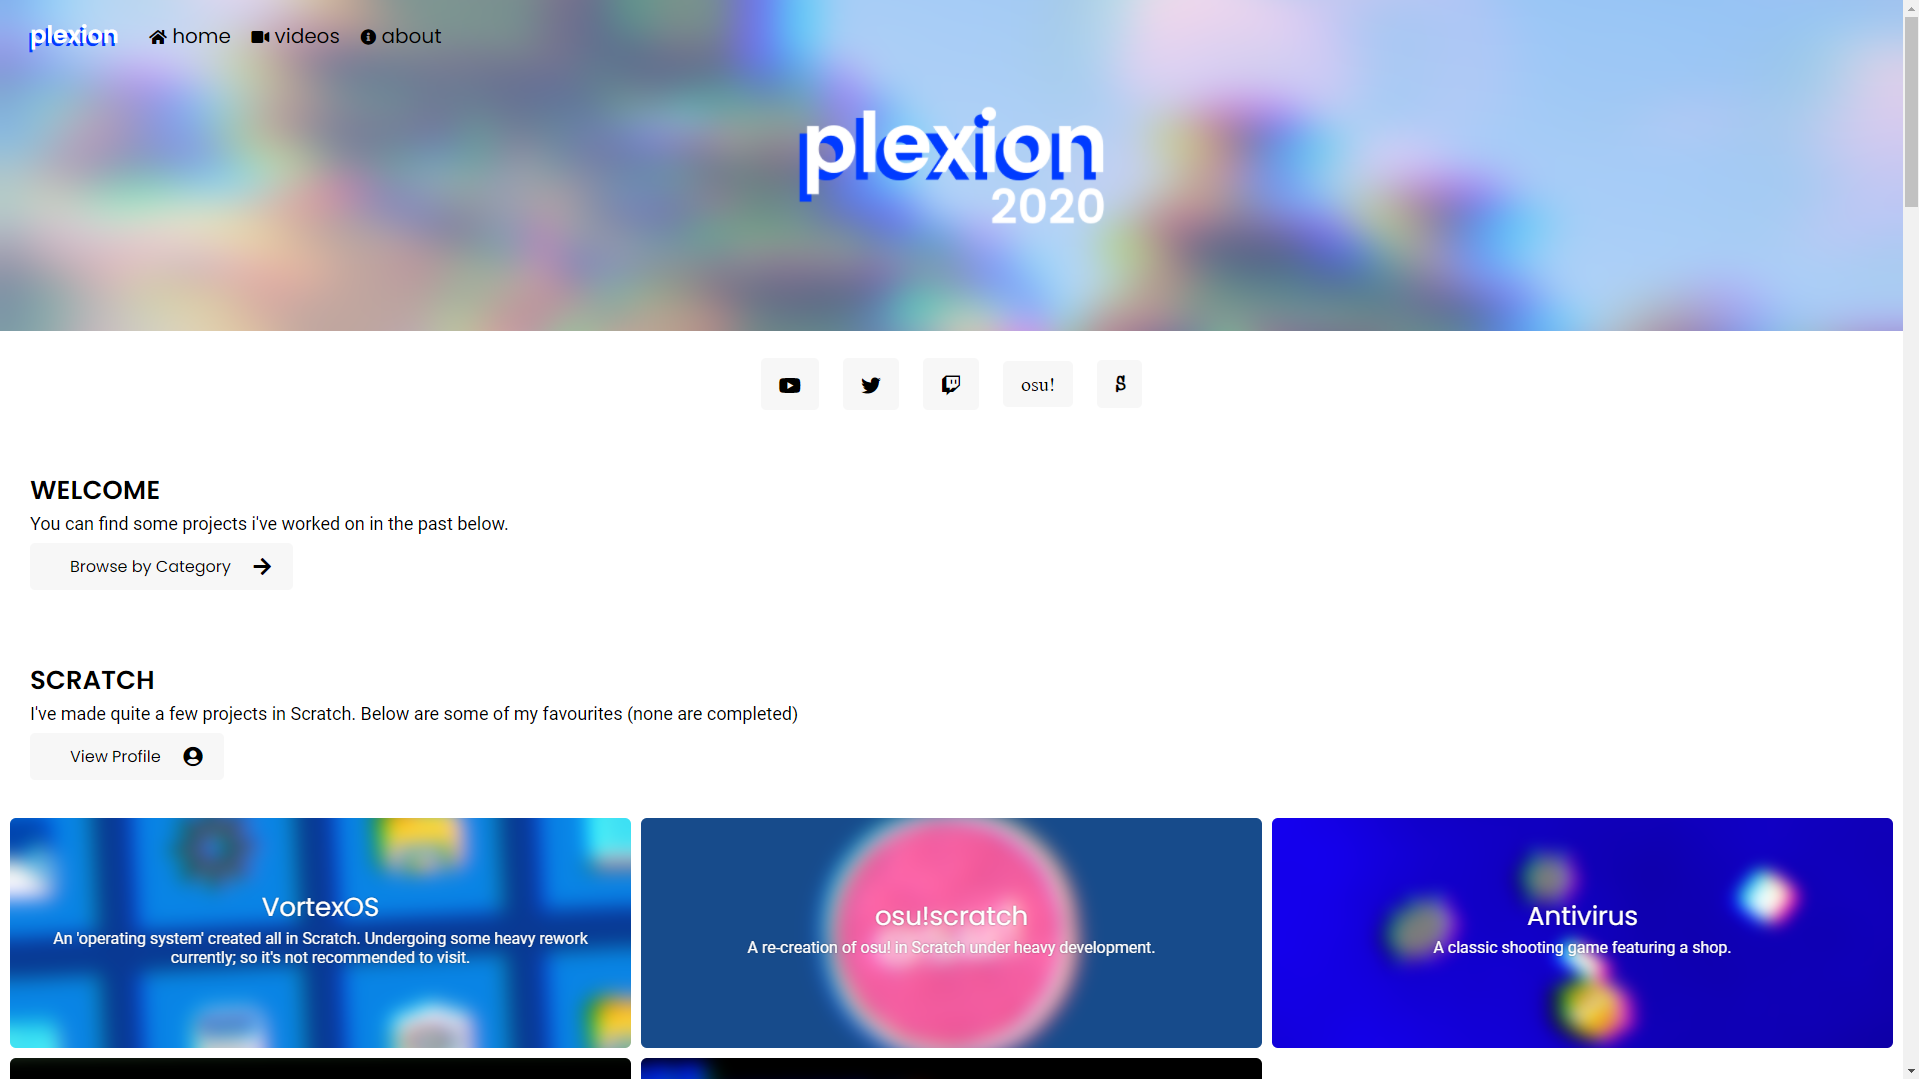 plexion
home
videos
about
plexion
2020
osu!
S
WELCOME
You can find some projects i've worked on in the past below.
Browse by Category
SCRATCH
I've made quite a few projects in Scratch. Below are some of my favourites (none are completed)
View Profile
VortexOS
An 'operating system' created all in Scratch. Undergoing some heavy rework
currently; so it's not recommended to visit.
osu!scratch
A re-creation of osu! in Scratch under heavy development.
Antivirus
A classic shooting game featuring a shop.